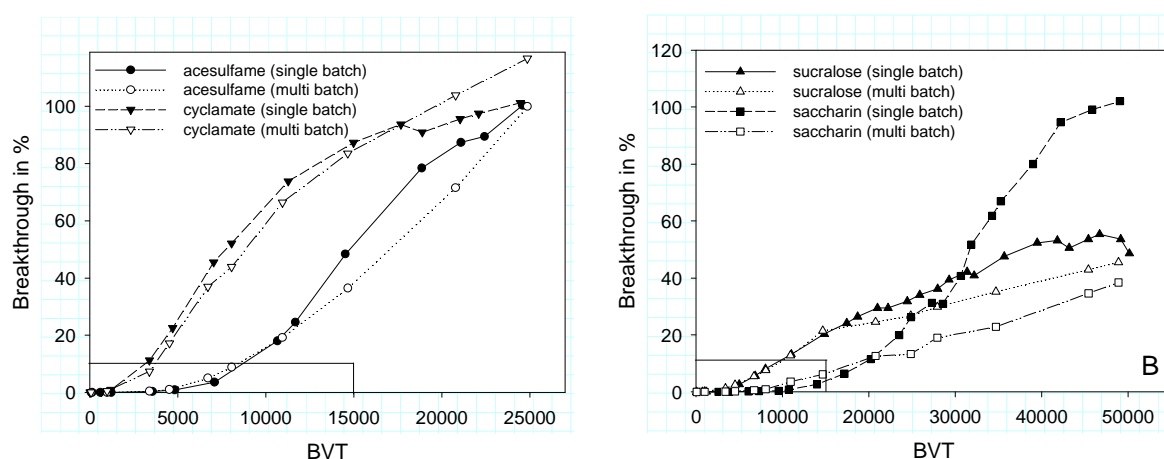 acesulfame (single batch)
acesulfame (multi batch)
cyclamate (single batch)
cyclamate (multi batch)
Breakthrough in %
100
80
60
40
20
0
0 5000 10000 15000 20000 25000
BVT
120
sucralose (single batch)
sucralose (multi batch)
saccharin (single batch)
saccharin (multi batch)
Breakthrough in %
100
80
60
40
20
0
B
0 10000 20000 30000 40000 50000
BVT